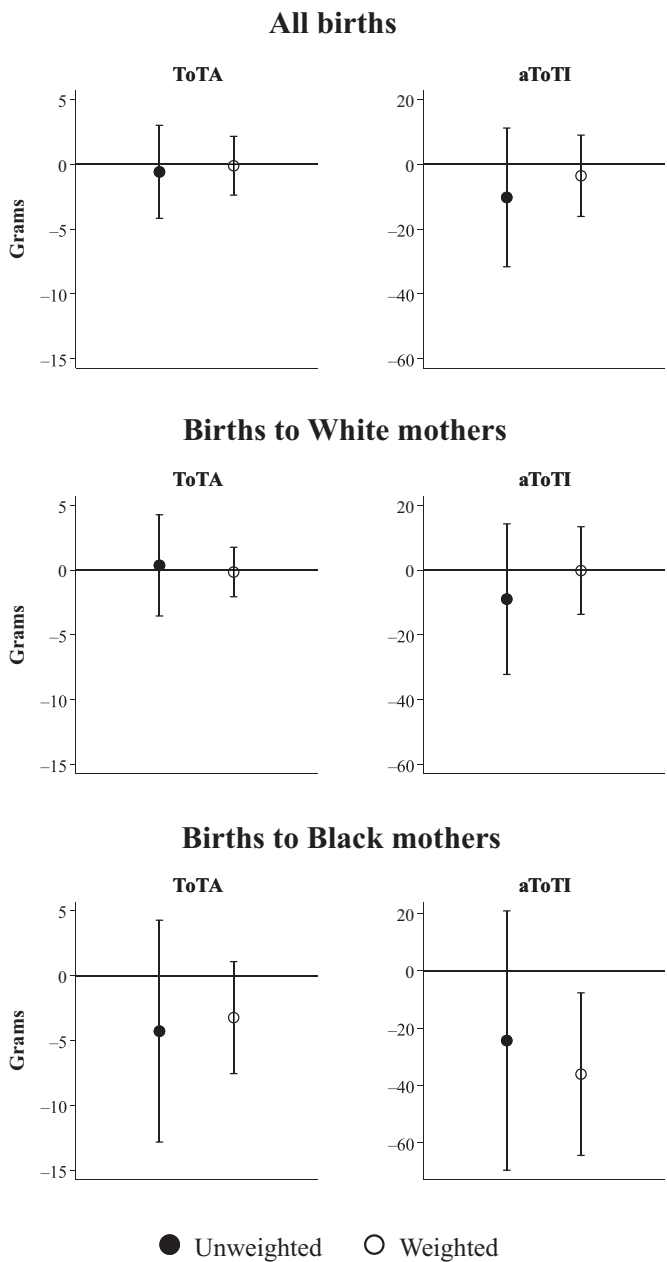 All births
ToTA
aToTI
Grams
5
0
–5
–10
–15
20
0
–20
–40
–60
Births to White mothers
ToTA
aToTI
Grams
5
0
–5
–10
–15
20
0
–20
–40
–60
Births to Black mothers
ToTA
aToTI
Grams
5
0
–5
–10
–15
20
0
–20
–40
–60
Unweighted Weighted